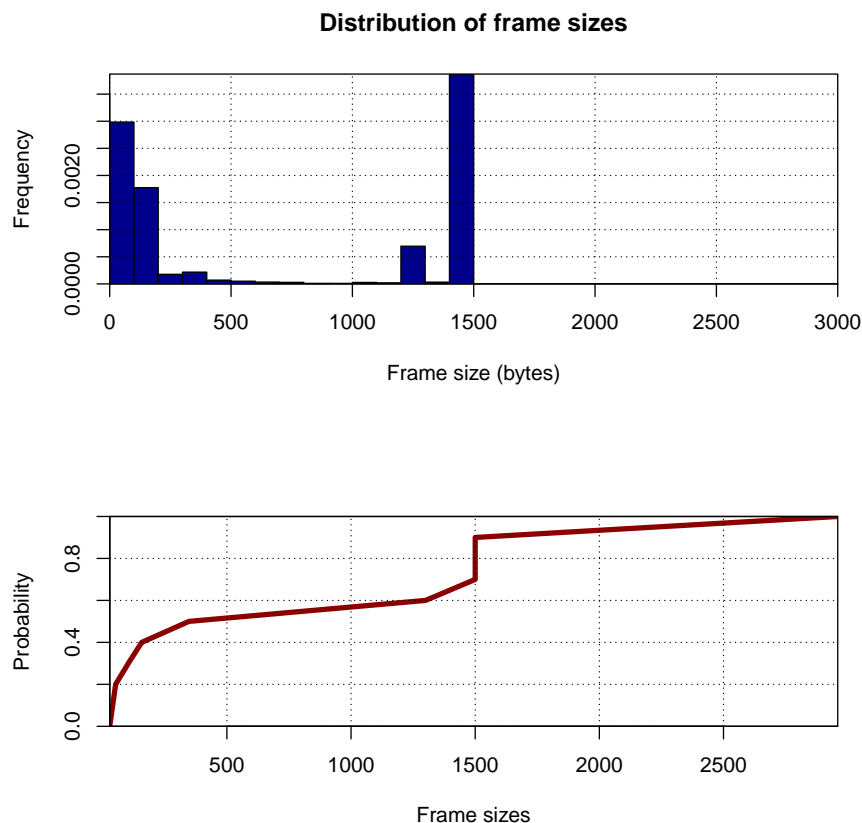 Distribution of frame sizes
Frequency
0.0020
0.0000
0 500 1000 1500 2000 2500 3000
Frame size (bytes)
Probability
0.8
0.4
0.0
500 1000 1500 2000 2500
Frame sizes